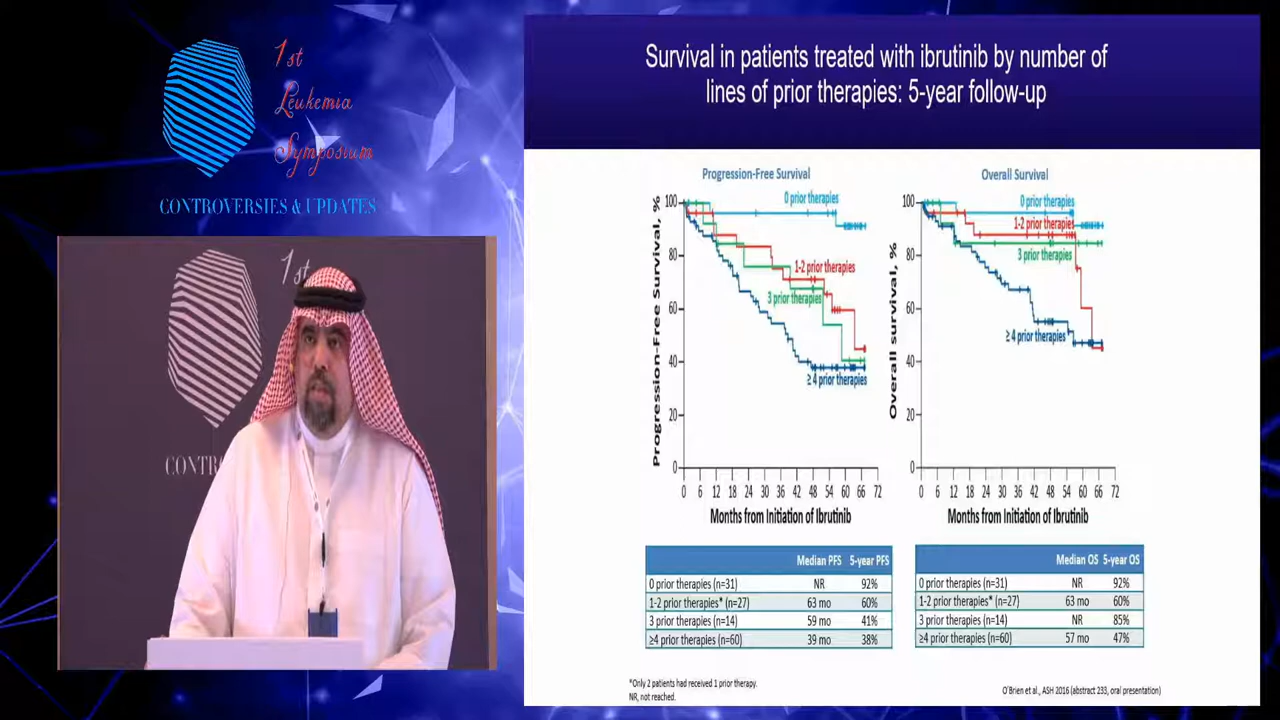 1st
Leukemia
Symposium
CONTROVERSIES & UPDATES
1st
CONTR
Survival in patients treated with ibrutinib by number of
lines of prior therapies: 5-year follow-up
Progression-Free Survival
Progression-Free Survival, %
100
80
60
40
20
0
0 prior therapies
1-2 prior therapies
3 prior therapies
≥ 4 prior therapies
0 6 12 18 24 30 36 42 48 54 60 66 72
Months from Initiation of Ibrutinib
Overall Survival
Overall survival, %
100
80
60
40
20
0
0 prior therapies
1-2 prior therapies
3 prior therapies
≥ 4 prior therapies
0 6 12 18 24 30 36 42 48 54 60 66 72
Months from Initiation of Ibrutinib
Median PFS 5-year PFS
0 prior therapies (n=31) NR 92%
1-2 prior therapies* (n=27) 63 mo 60%
3 prior therapies (n=14) 59 mo 41%
≥4 prior therapies (n=60) 39 mo 38%
Median OS 5-year OS
0 prior therapies (n=31) NR 92%
1-2 prior therapies* (n=27) 63 mo 60%
3 prior therapies (n=14) NR 85%
≥4 prior therapies (n=60) 57 mo 47%
*Only 2 patients had received 1 prior therapy.
NR, not reached.
O'Brien et al., ASH 2016 (abstract 233, oral presentation)